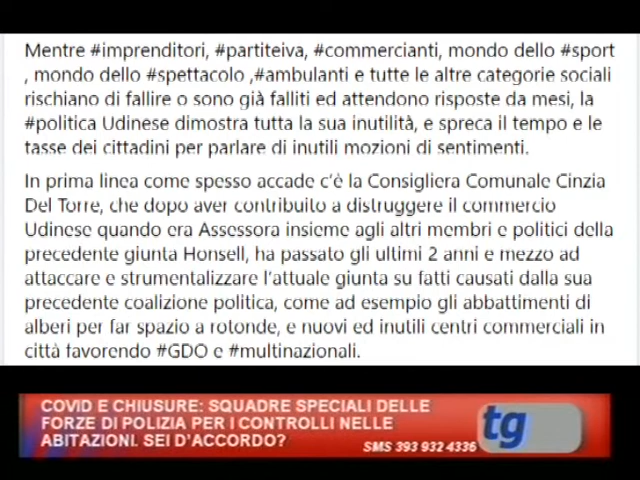 Mentre #imprenditori, #partiteiva, #commercianti, mondo dello #sport
, mondo dello #spettacolo ,#ambulanti e tutte le altre categorie sociali
rischiano di fallire o sono già falliti ed attendono risposte da mesi, la
#politica Udinese dimostra tutta la sua inutilità, e spreca il tempo e le
tasse dei cittadini per parlare di inutili mozioni di sentimenti.
In prima linea come spesso accade c'è la Consigliera Comunale Cinzia
Del Torre, che dopo aver contribuito a distruggere il commercio
Udinese quando era Assessora insieme agli altri membri e politici della
precedente giunta Honsell, ha passato gli ultimi 2 anni e mezzo ad
attaccare e strumentalizzare l'attuale giunta su fatti causati dalla sua
precedente coalizione politica, come ad esempio gli abbattimenti di
alberi per far spazio a rotonde, e nuovi ed inutili centri commerciali in
città favorendo #GDO e #multinazionali.
COVID E CHIUSURE: SQUADRE SPECIALI DELLE
FORZE DI POLIZIA PER I CONTROLLI NELLE
ABITAZIONI. SEI D'ACCORDO?
SMS 393 932 4336
tg